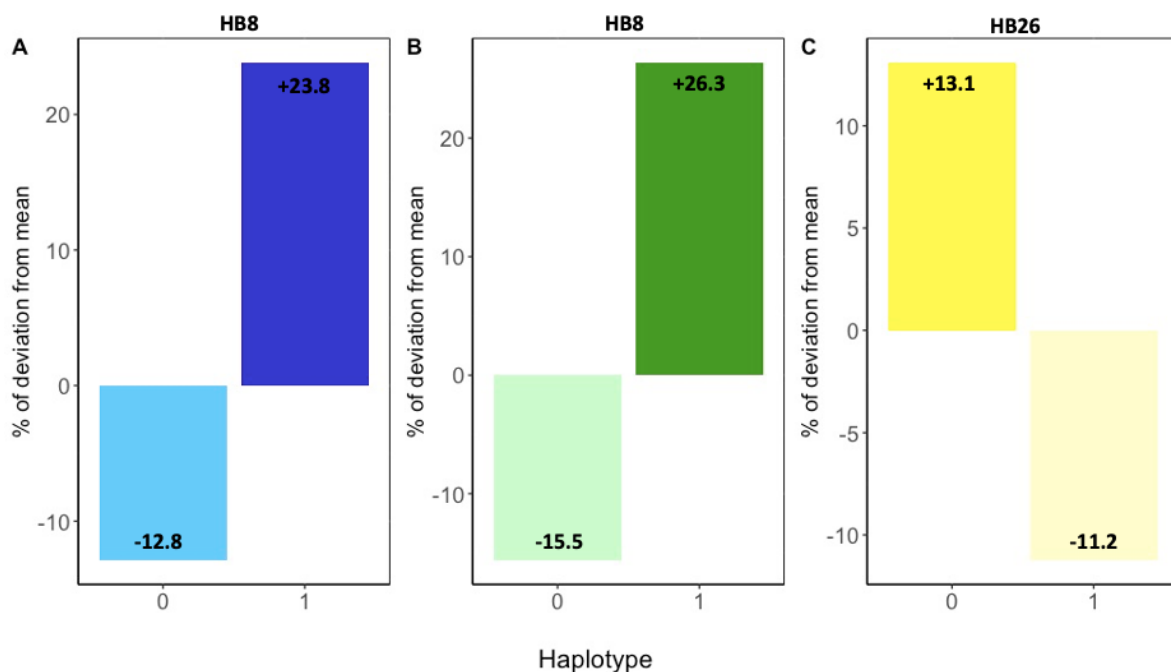 A
HB8
% of deviation from mean
20
10
0
-10
+23.8
-12.8
0
1
B
HB8
% of deviation from mean
20
10
0
-10
+26.3
-15.5
0
1
C
HB26
% of deviation from mean
10
5
0
-5
-10
+13.1
-11.2
0
1
Haplotype